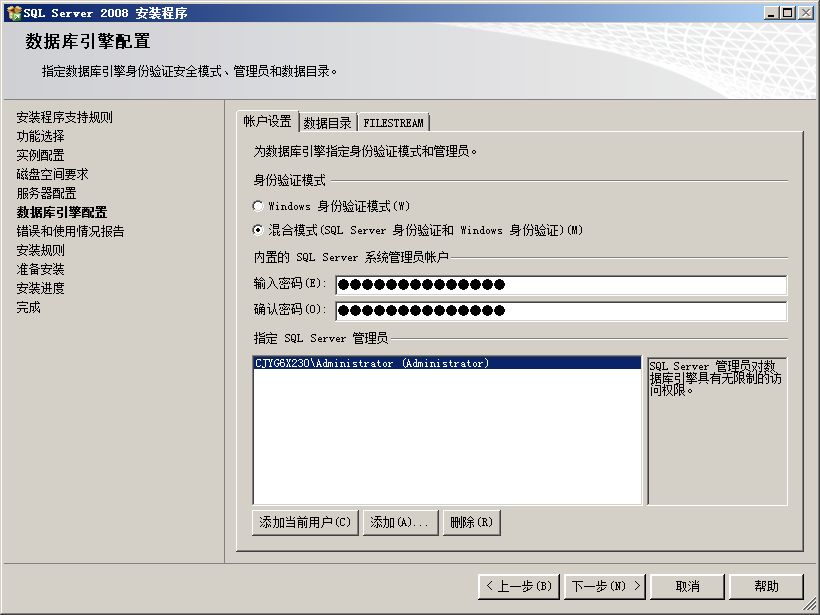 SQL Server 2008 安装程序
数据库引擎配置
指定数据库引擎身份验证安全模式、管理员和数据目录。
安装程序支持规则
功能选择
实例配置
磁盘空间要求
服务器配置
数据库引擎配置
错误和使用情况报告
安装规则
准备安装
安装进度
完成
帐户设置 数据目录 FILESTREAM
为数据库引擎指定身份验证模式和管理员。
身份验证模式
Windows 身份验证模式(W)
混合模式(SQL Server 身份验证和 Windows 身份验证)(M)
内置的 SQL Server 系统管理员帐户
输入密码(E): ●●●●●●●●●●●●●●
确认密码(O): ●●●●●●●●●●●●●●
指定 SQL Server 管理员
CJYG6X230\Administrator (Administrator)
SQL Server 管理员对数
据库引擎具有无限制的访
问权限。
添加当前用户(C) 添加(A)... 删除(R)
< 上一步(B) 下一步(N) > 取消 帮助